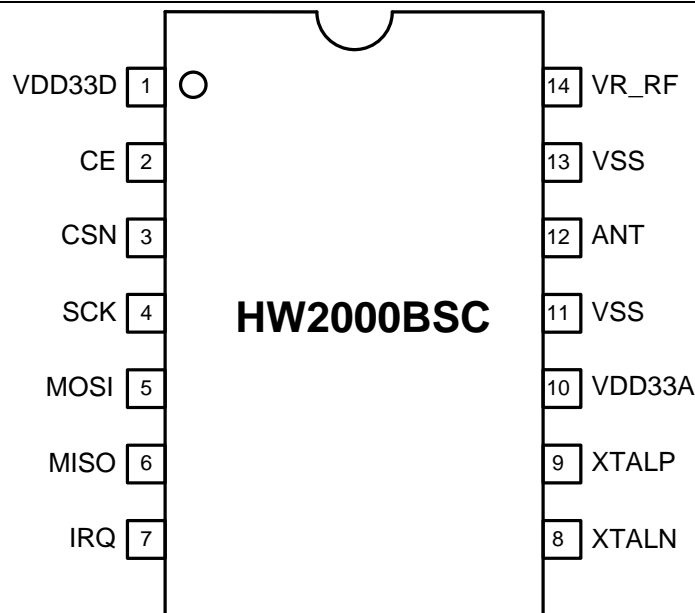 VDD33D 1 14 VR_RF
CE 2 13 VSS
CSN 3 12 ANT
SCK 4 HW2000BSC 11 VSS
MOSI 5 10 VDD33A
MISO 6 9 XTALP
IRQ 7 8 XTALN